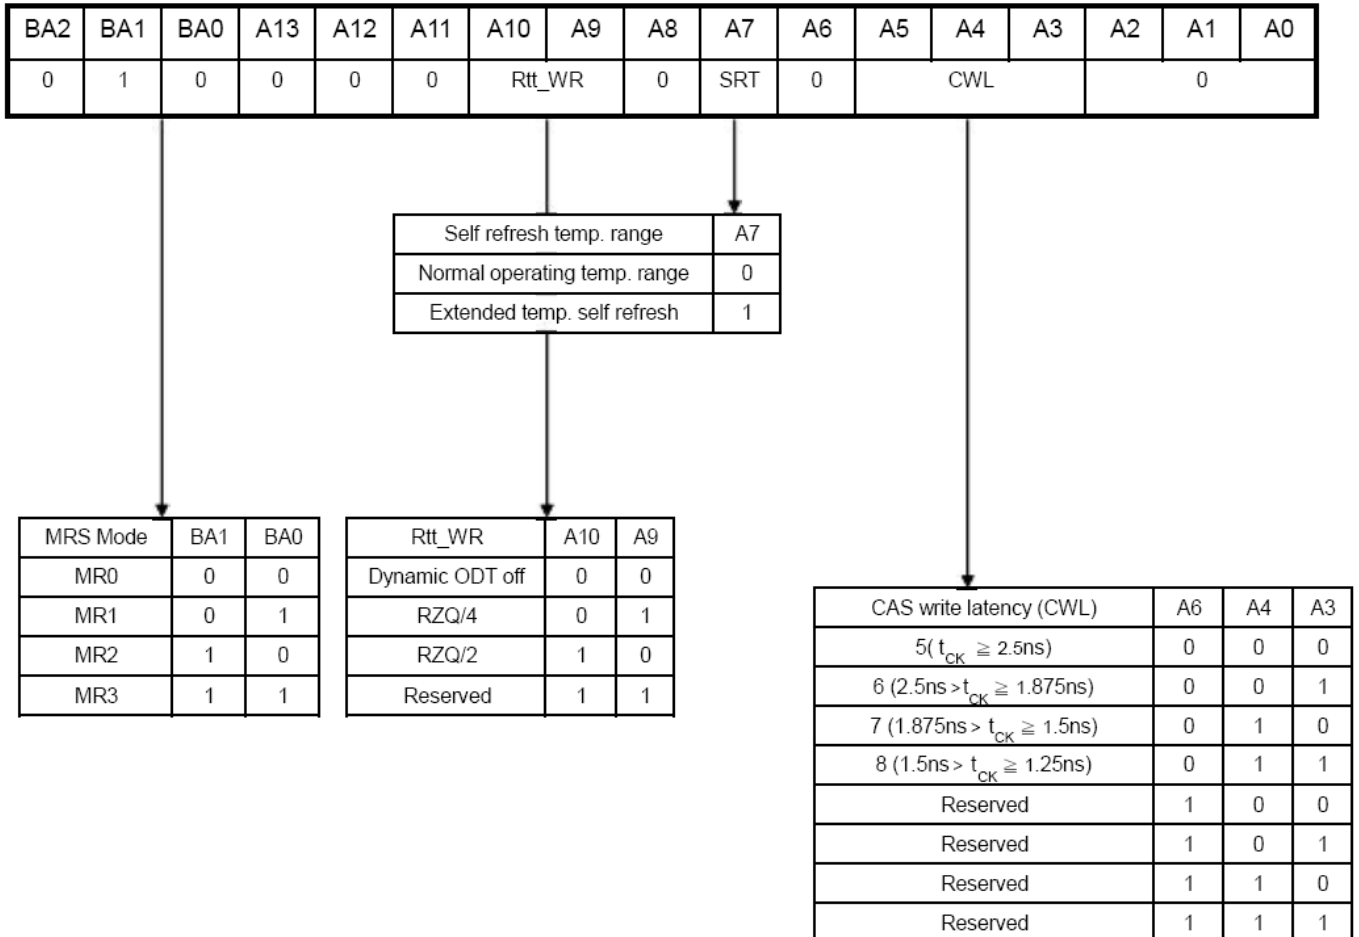 BA2 BA1 BA0 A13 A12 A11 A10 A9 A8 A7 A6 A5 A4 A3 A2 A1 A0
0 1 0 0 0 0 Rtt_WR 0 SRT 0 CWL 0
Self refresh temp. range A7
Normal operating temp. range 0
Extended temp. self refresh 1
MRS Mode BA1 BA0
MR0 0 0
MR1 0 1
MR2 1 0
MR3 1 1
Rtt_WR A10 A9
Dynamic ODT off 0 0
RZQ/4 0 1
RZQ/2 1 0
Reserved 1 1
CAS write latency (CWL) A6 A4 A3
5( tCK ≧ 2.5ns) 0 0 0
6 (2.5ns >tCK ≧ 1.875ns) 0 0 1
7 (1.875ns > tCK ≧ 1.5ns) 0 1 0
8 (1.5ns > tCK ≧ 1.25ns) 0 1 1
Reserved 1 0 0
Reserved 1 0 1
Reserved 1 1 0
Reserved 1 1 1